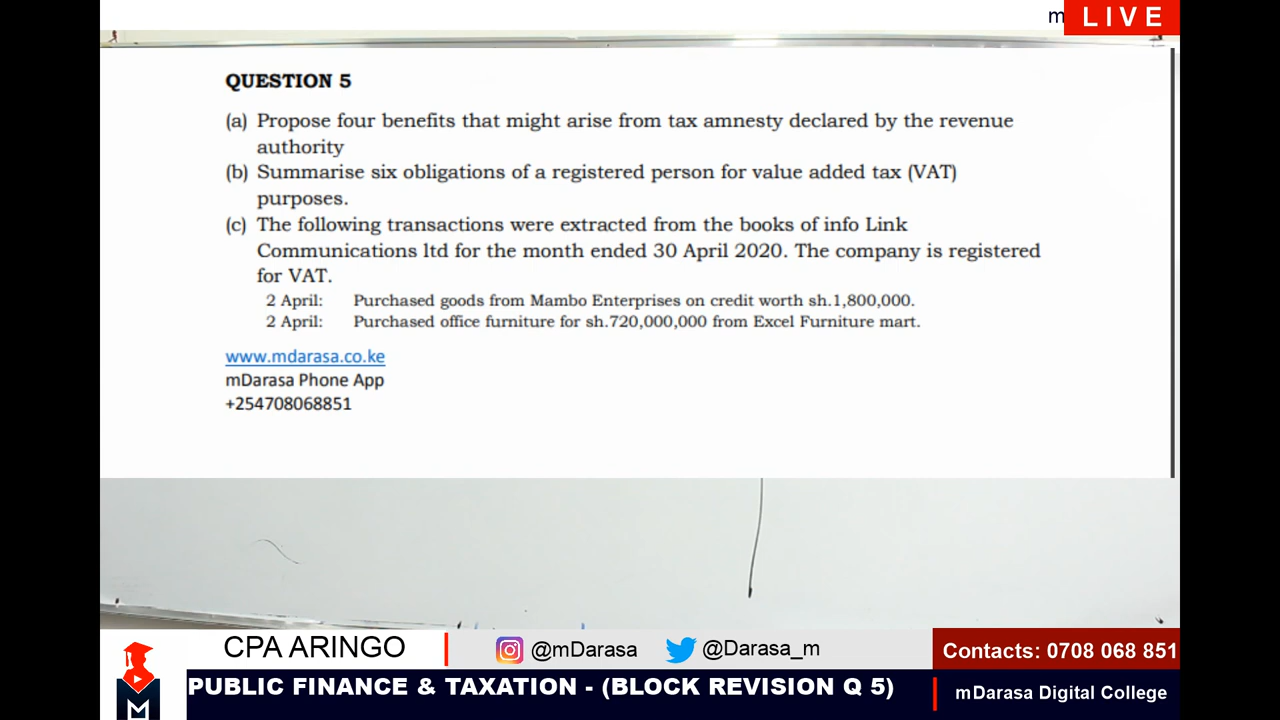 m
LIVE
QUESTION 5
(a) Propose four benefits that might arise from tax amnesty declared by the revenue
authority
(b) Summarise six obligations of a registered person for value added tax (VAT)
purposes.
(c) The following transactions were extracted from the books of info Link
Communications ltd for the month ended 30 April 2020. The company is registered
for VAT.
2 April: Purchased goods from Mambo Enterprises on credit worth sh.1,800,000.
2 April: Purchased office furniture for sh.720,000,000 from Excel Furniture mart.
www.mdarasa.co.ke
mDarasa Phone App
+254708068851
CPA ARINGO
@mDarasa
@Darasa_m
Contacts: 0708 068 851
PUBLIC FINANCE & TAXATION - (BLOCK REVISION Q 5)
mDarasa Digital College